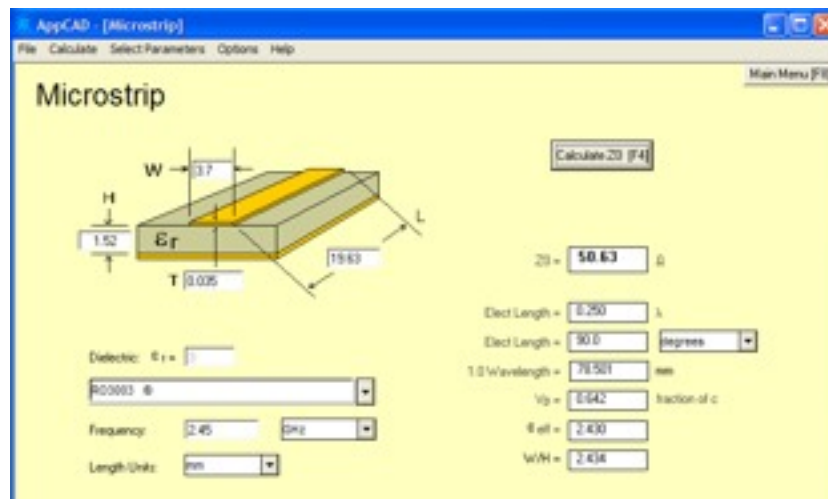 AppCAD - [Microstrip]
File Calculate Select Parameters Options Help
Main Menu [F8]
Microstrip
Calculate Z0 [F4]
W 3.7
H
1.52
εr
L
19.63
T 0.035
Z0 = 50.63 Ω
Elect Length = 0.250 λ
Elect Length = 90.0 degrees
1.0 Wavelength = 78.501 mm
Vp = 0.642 fraction of c
ε eff = 2.430
W/H = 2.434
Dielectric: ε r = 3
RO3003 ®
Frequency: 2.45 GHz
Length Units: mm